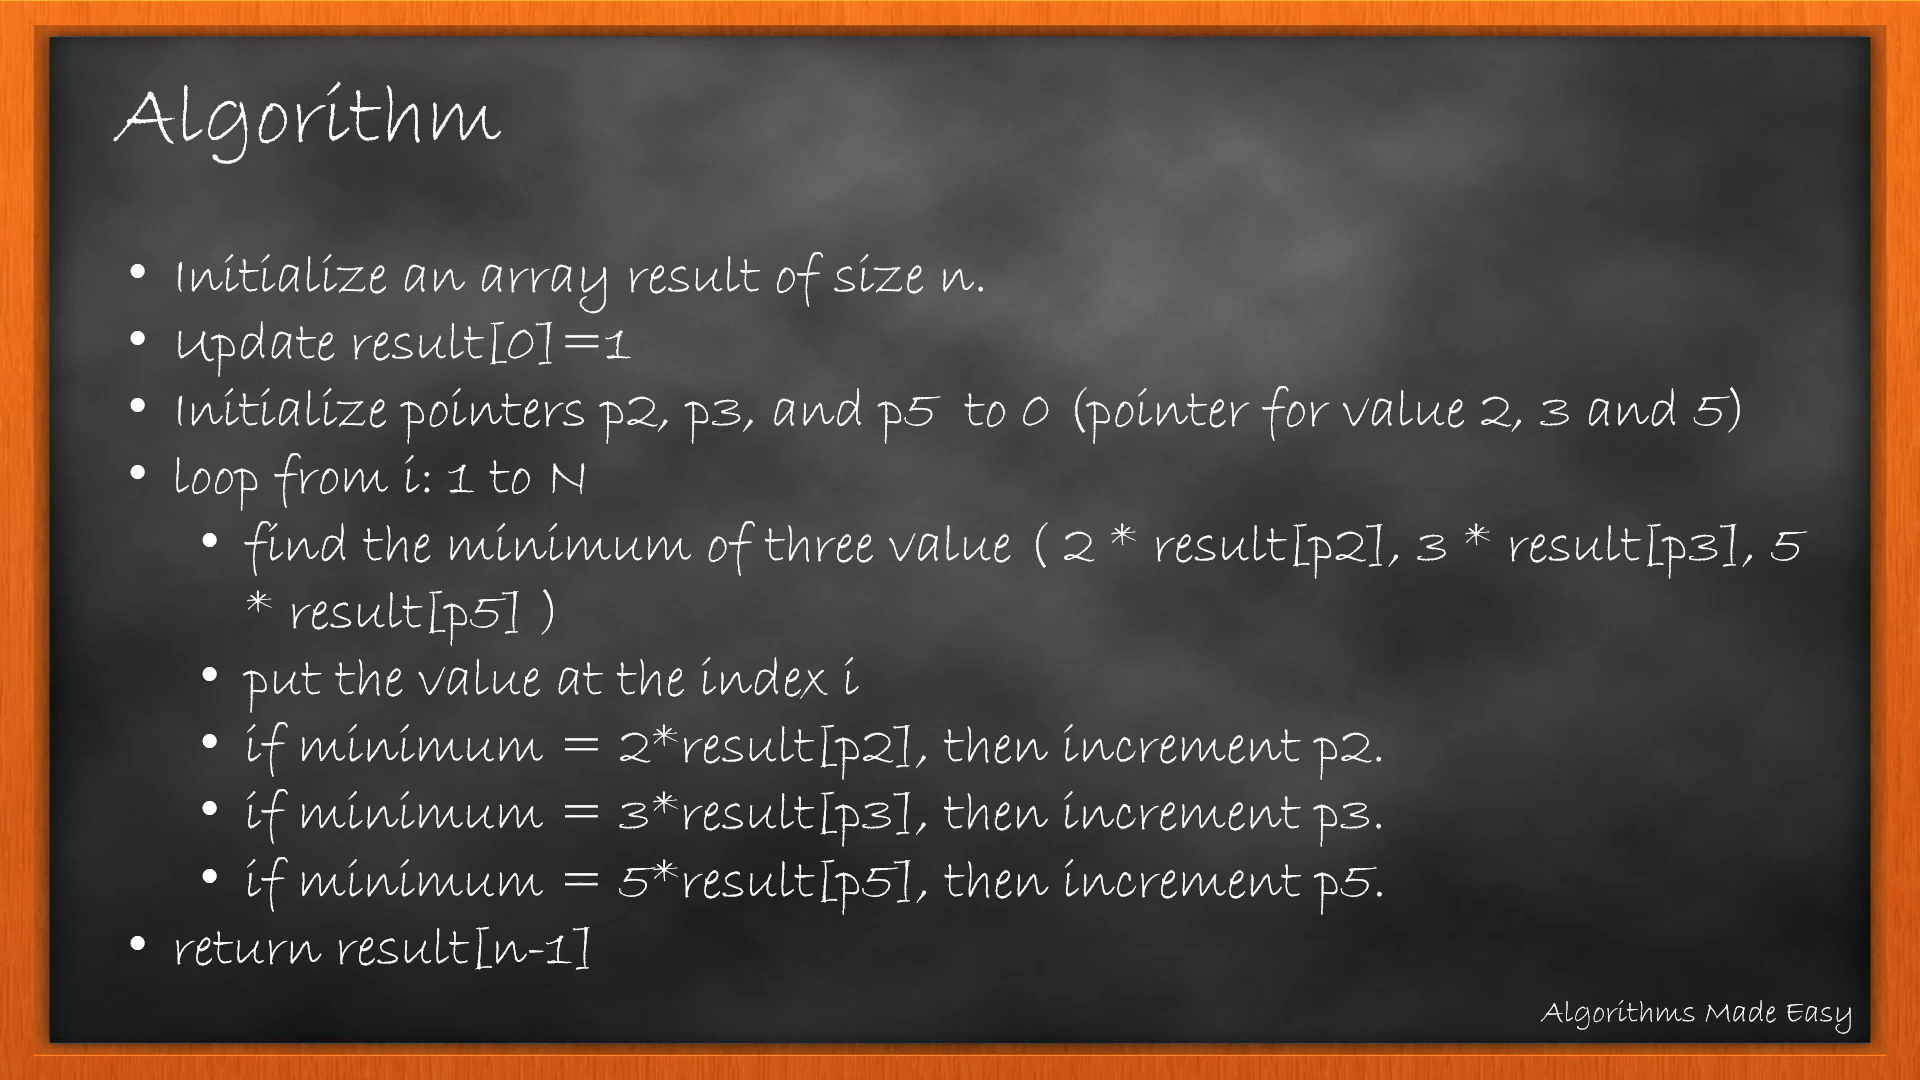 Algorithm
• Initialize an array result of size n.
• Update result[0]=1
• Initialize pointers p2, p3, and p5 to 0 (pointer for value 2, 3 and 5)
• loop from i: 1 to N
• find the minimum of three value ( 2 * result[p2], 3 * result[p3], 5
* result[p5] )
• put the value at the index i
• if minimum = 2*result[p2], then increment p2.
• if minimum = 3*result[p3], then increment p3.
• if minimum = 5*result[p5], then increment p5.
• return result[n-1]
Algorithms Made Easy